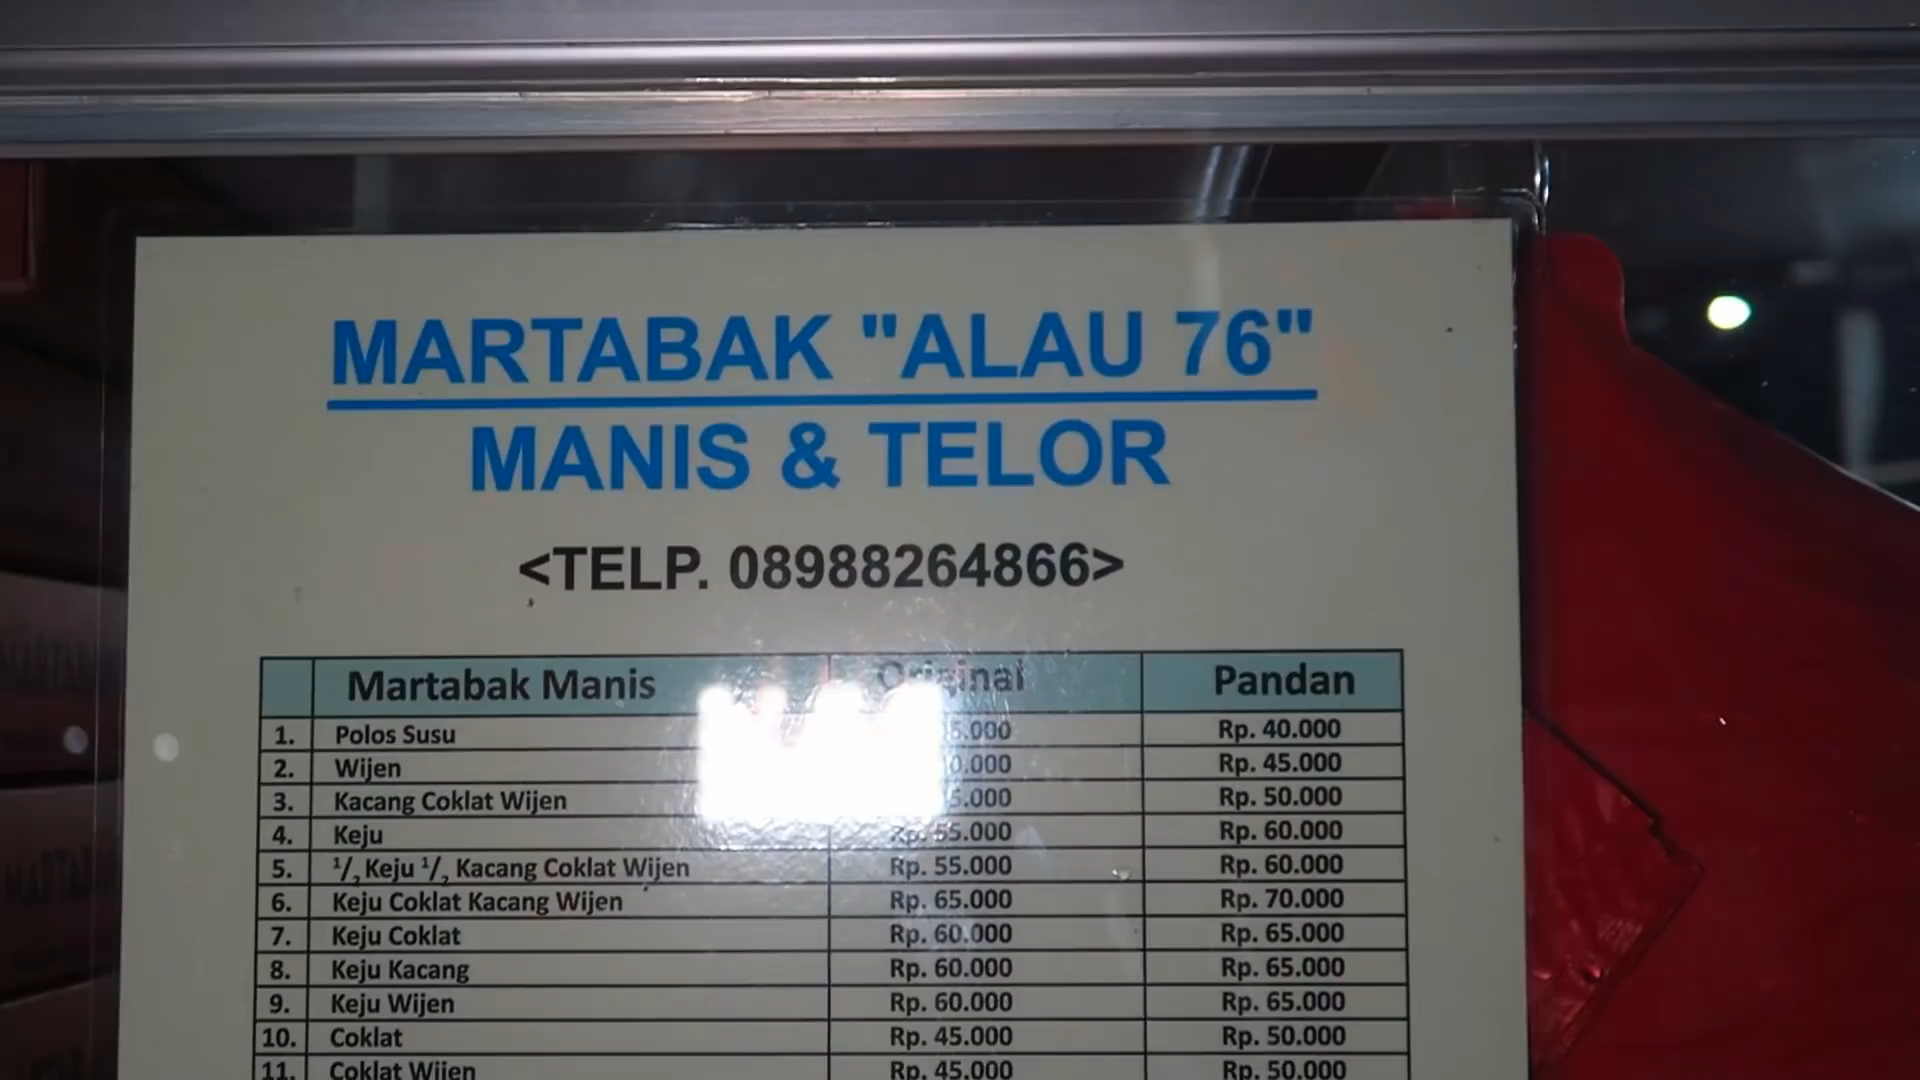 MARTABAK "ALAU 76"
MANIS & TELOR
<TELP. 08988264866>
Martabak Manis Original Pandan
1. Polos Susu Rp. 40.000
2. Wijen Rp. 45.000
3. Kacang Coklat Wijen Rp. 50.000
4. Keju Rp. 55.000 Rp. 60.000
5. 1/2 Keju 1/2 Kacang Coklat Wijen Rp. 55.000 Rp. 60.000
6. Keju Coklat Kacang Wijen Rp. 65.000 Rp. 70.000
7. Keju Coklat Rp. 60.000 Rp. 65.000
8. Keju Kacang Rp. 60.000 Rp. 65.000
9. Keju Wijen Rp. 60.000 Rp. 65.000
10. Coklat Rp. 45.000 Rp. 50.000
11. Coklat Wijen Rp. 45.000 Rp. 50.000